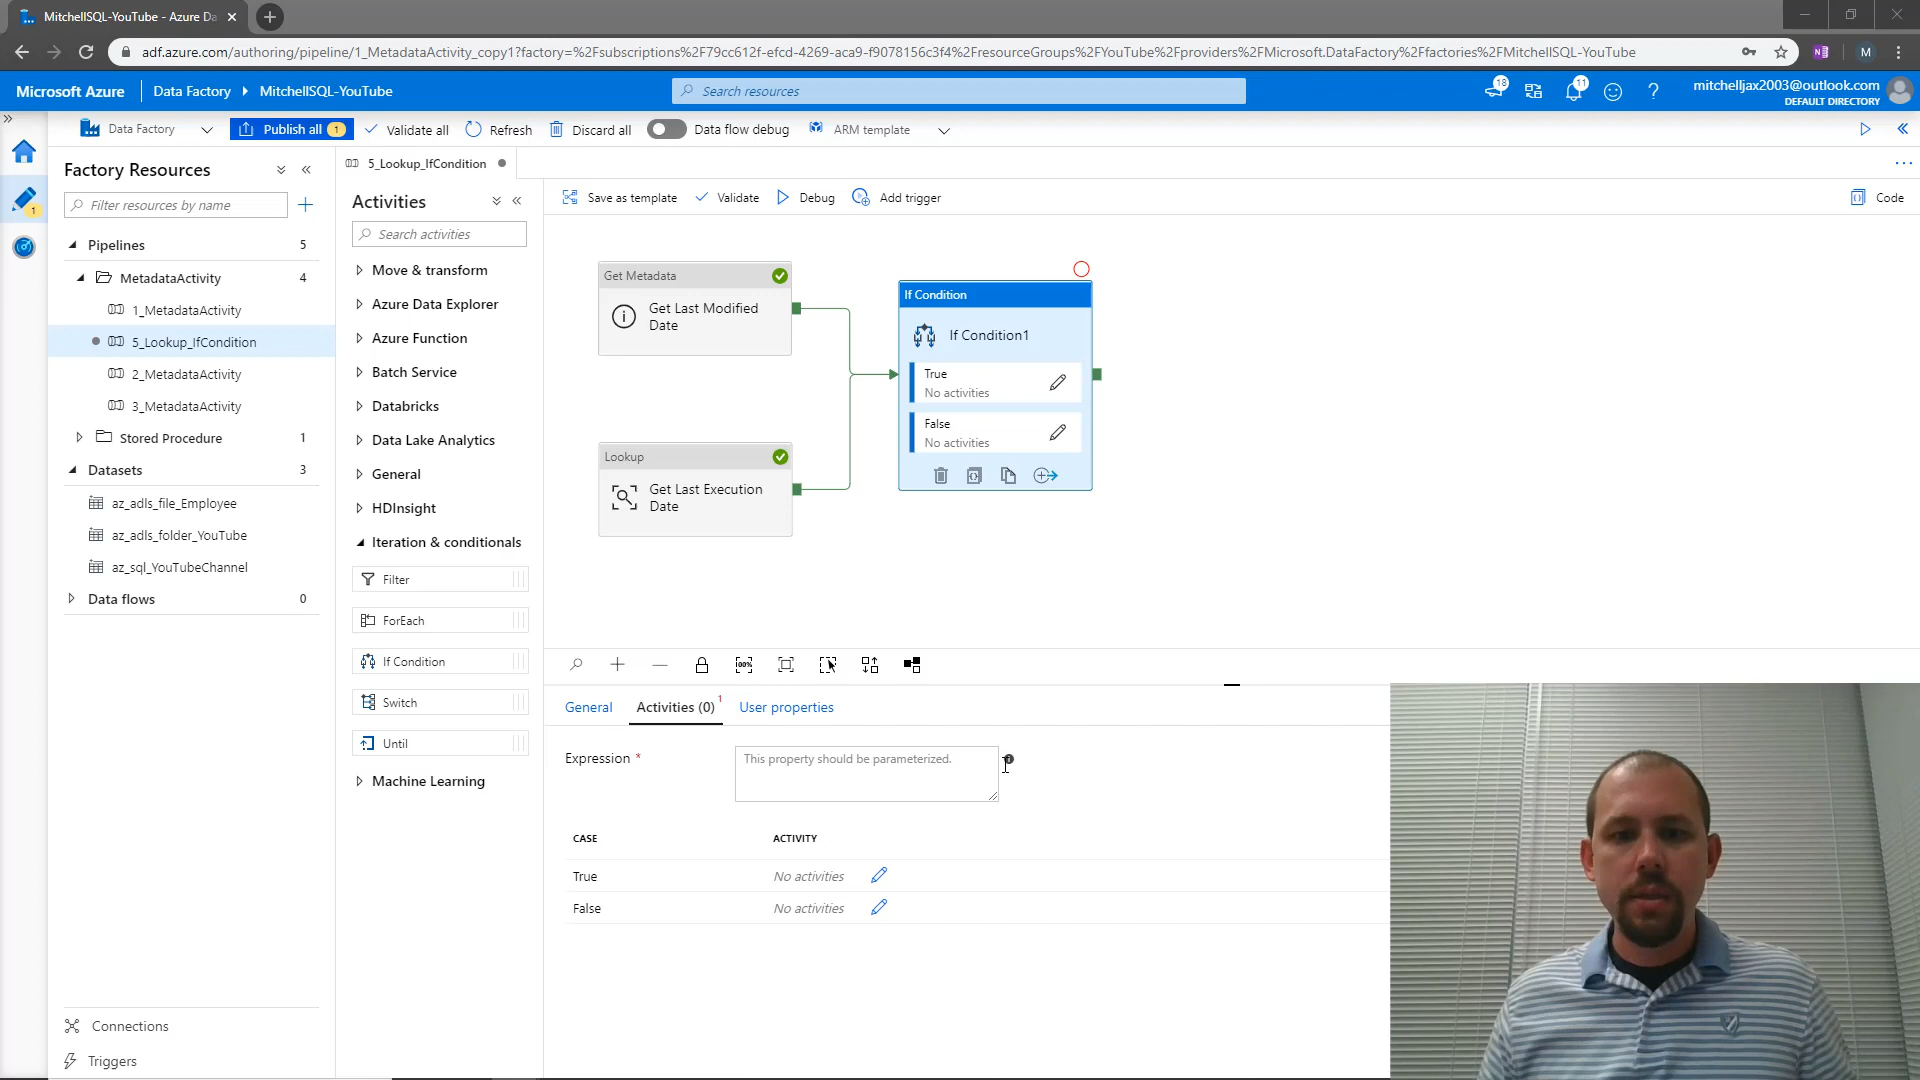 MitchellSQL-YouTube - Azure Da
adf.azure.com/authoring/pipeline/1_MetadataActivity_copy1?factory=%2Fsubscriptions%2F79cc612f-efcd-4269-aca9-f9078156c3f4%2FresourceGroups%2FYouTube%2Fproviders%2FMicrosoft.DataFactory%2Ffactories%2FMitchellSQL-YouTube
N
M
Microsoft Azure
Data Factory
MitchellSQL-YouTube
Search resources
18
11
?
mitchelljax2003@outlook.com
DEFAULT DIRECTORY
Data Factory
Publish all 1
Validate all
Refresh
Discard all
Data flow debug
ARM template
1
Factory Resources
Filter resources by name
Pipelines 5
MetadataActivity 4
1_MetadataActivity
5_Lookup_IfCondition
2_MetadataActivity
3_MetadataActivity
Stored Procedure 1
Datasets 3
az_adls_file_Employee
az_adls_folder_YouTube
az_sql_YouTubeChannel
Data flows 0
Connections
Triggers
5_Lookup_IfCondition
Activities
Search activities
Move & transform
Azure Data Explorer
Azure Function
Batch Service
Databricks
Data Lake Analytics
General
HDInsight
Iteration & conditionals
Filter
ForEach
If Condition
Switch
Until
Machine Learning
Save as template
Validate
Debug
Add trigger
Code
Get Metadata
Get Last Modified
Date
Lookup
Get Last Execution
Date
If Condition
If Condition1
True
No activities
False
No activities
100%
General
Activities (0) 1
User properties
Expression *
This property should be parameterized.
CASE ACTIVITY
True No activities
False No activities